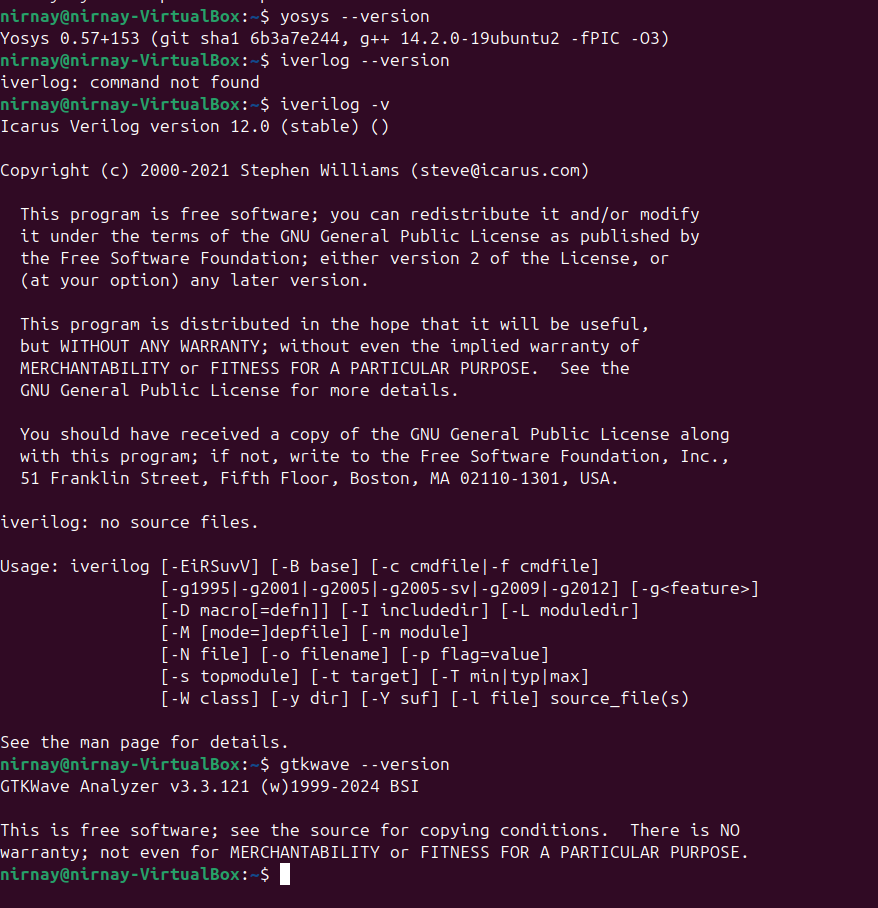 nirnay@nirnay-VirtualBox:~$ yosys --version
Yosys 0.57+153 (git sha1 6b3a7e244, g++ 14.2.0-19ubuntu2 -fPIC -O3)
nirnay@nirnay-VirtualBox:~$ iverlog --version
iverlog: command not found
nirnay@nirnay-VirtualBox:~$ iverilog -v
Icarus Verilog version 12.0 (stable) ()

Copyright (c) 2000-2021 Stephen Williams (steve@icarus.com)

  This program is free software; you can redistribute it and/or modify
  it under the terms of the GNU General Public License as published by
  the Free Software Foundation; either version 2 of the License, or
  (at your option) any later version.

  This program is distributed in the hope that it will be useful,
  but WITHOUT ANY WARRANTY; without even the implied warranty of
  MERCHANTABILITY or FITNESS FOR A PARTICULAR PURPOSE.  See the
  GNU General Public License for more details.

  You should have received a copy of the GNU General Public License along
  with this program; if not, write to the Free Software Foundation, Inc.,
  51 Franklin Street, Fifth Floor, Boston, MA 02110-1301, USA.

iverilog: no source files.

Usage: iverilog [-EiRSuvV] [-B base] [-c cmdfile|-f cmdfile]
                [-g1995|-g2001|-g2005|-g2005-sv|-g2009|-g2012] [-g<feature>]
                [-D macro[=defn]] [-I includedir] [-L moduledir]
                [-M [mode=]depfile] [-m module]
                [-N file] [-o filename] [-p flag=value]
                [-s topmodule] [-t target] [-T min|typ|max]
                [-W class] [-y dir] [-Y suf] [-l file] source_file(s)

See the man page for details.
nirnay@nirnay-VirtualBox:~$ gtkwave --version
GTKWave Analyzer v3.3.121 (w)1999-2024 BSI

This is free software; see the source for copying conditions.  There is NO
warranty; not even for MERCHANTABILITY or FITNESS FOR A PARTICULAR PURPOSE.
nirnay@nirnay-VirtualBox:~$